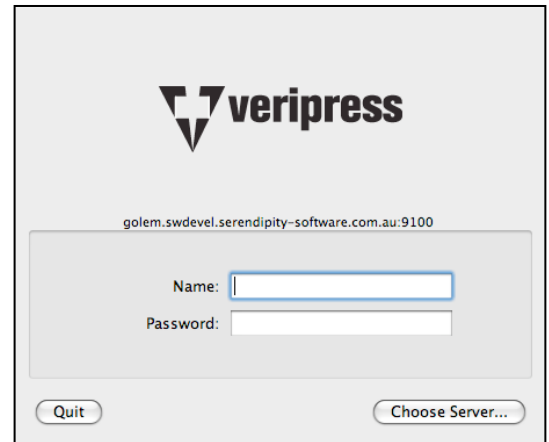 veripress
golem.swdevel.serendipity-software.com.au:9100
Name:
Password:
Quit
Choose Server...